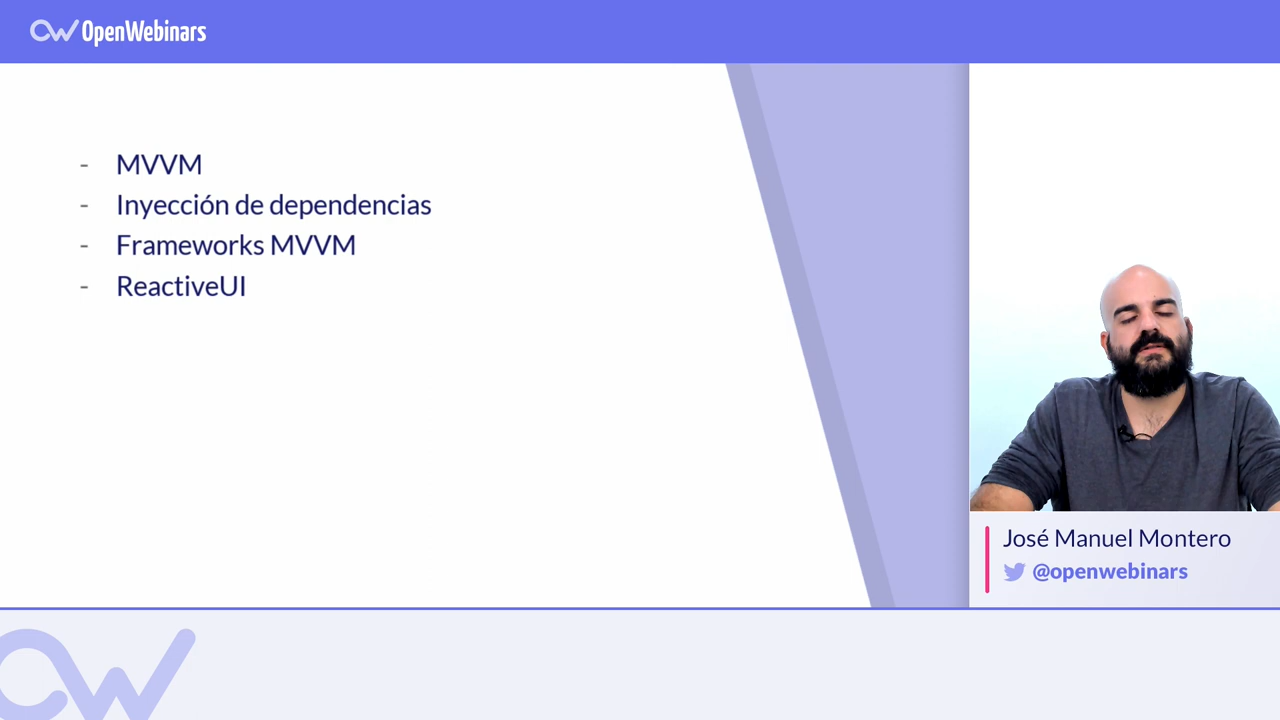 OpenWebinars
- MVVM
- Inyección de dependencias
- Frameworks MVVM
- ReactiveUI
José Manuel Montero
@openwebinars